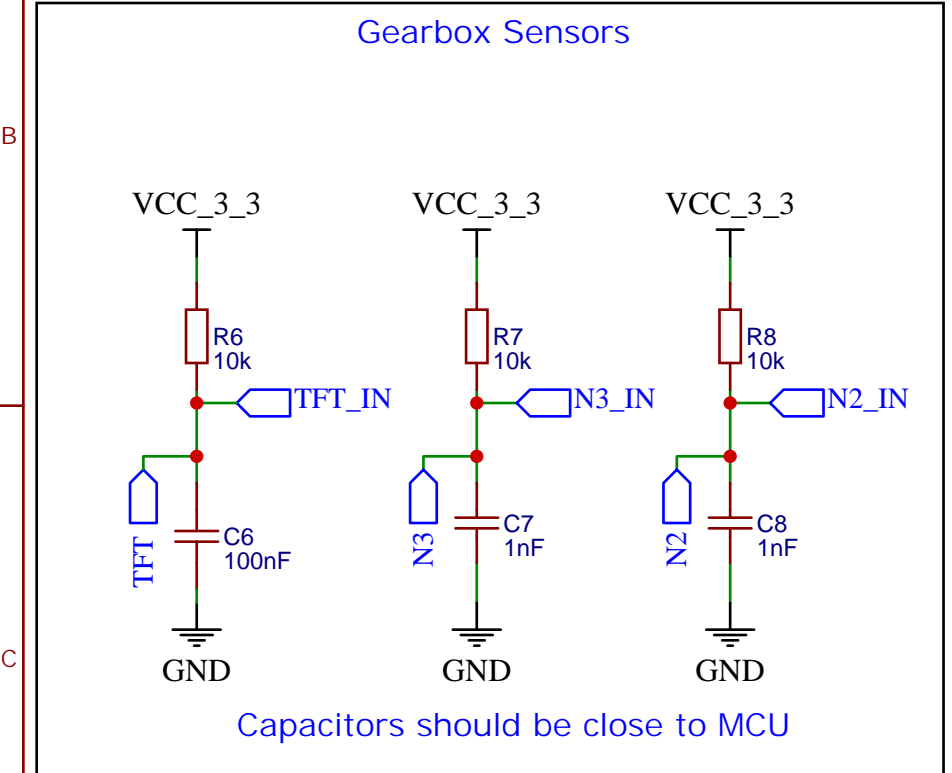 Gearbox Sensors
B
VCC_3_3
VCC_3_3
VCC_3_3
R6
10k
R7
10k
R8
10k
TFT_IN
N3_IN
N2_IN
TFT
C6
100nF
N3
C7
1nF
N2
C8
1nF
C
GND
GND
GND
Capacitors should be close to MCU